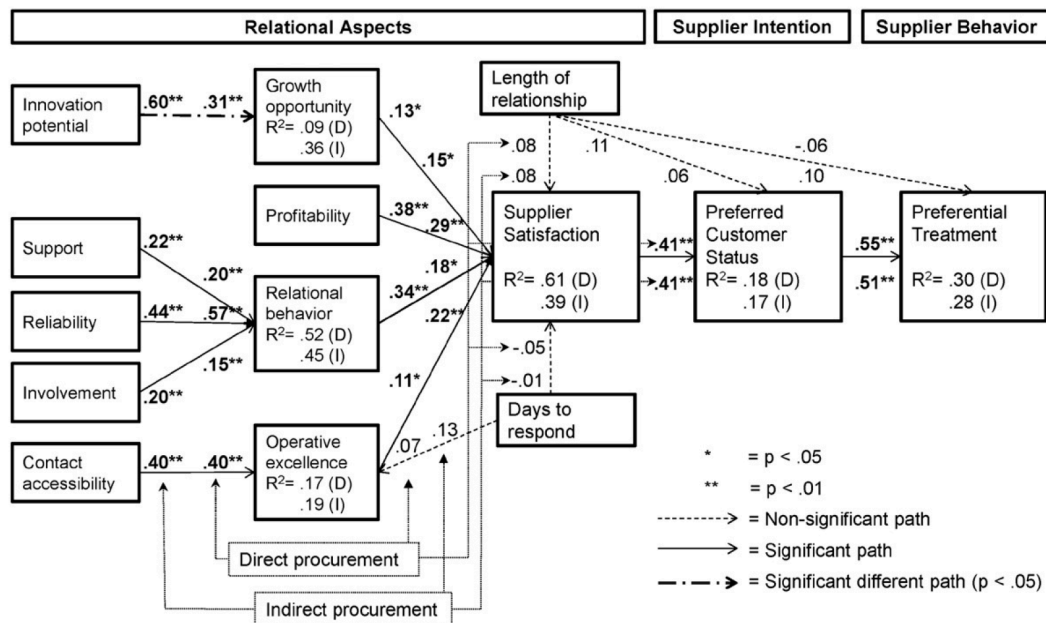 Relational Aspects
Supplier Intention
Supplier Behavior
Innovation
potential
.60**
.31**
Growth
opportunity
R²= .09 (D)
.36 (I)
.13*
.15*
Length of
relationship
.08
.08
.11
.06
-.06
.10
Profitability
.38**
.29**
Supplier
Satisfaction
R²= .61 (D)
.39 (I)
.41**
.41**
Preferred
Customer
Status
R²= .18 (D)
.17 (I)
.55**
.51**
Preferential
Treatment
R²= .30 (D)
.28 (I)
Support
.22**
.20**
Reliability
.44**
.57**
Involvement
.20**
.15**
Relational
behavior
R²= .52 (D)
.45 (I)
.18*
.34**
.22**
.11*
-.05
-.01
Days to
respond
.13
.07
Contact
accessibility
.40**
.40**
Operative
excellence
R²= .17 (D)
.19 (I)
Direct procurement
Indirect procurement
* = p < .05
** = p < .01
= Non-significant path
= Significant path
= Significant different path (p < .05)